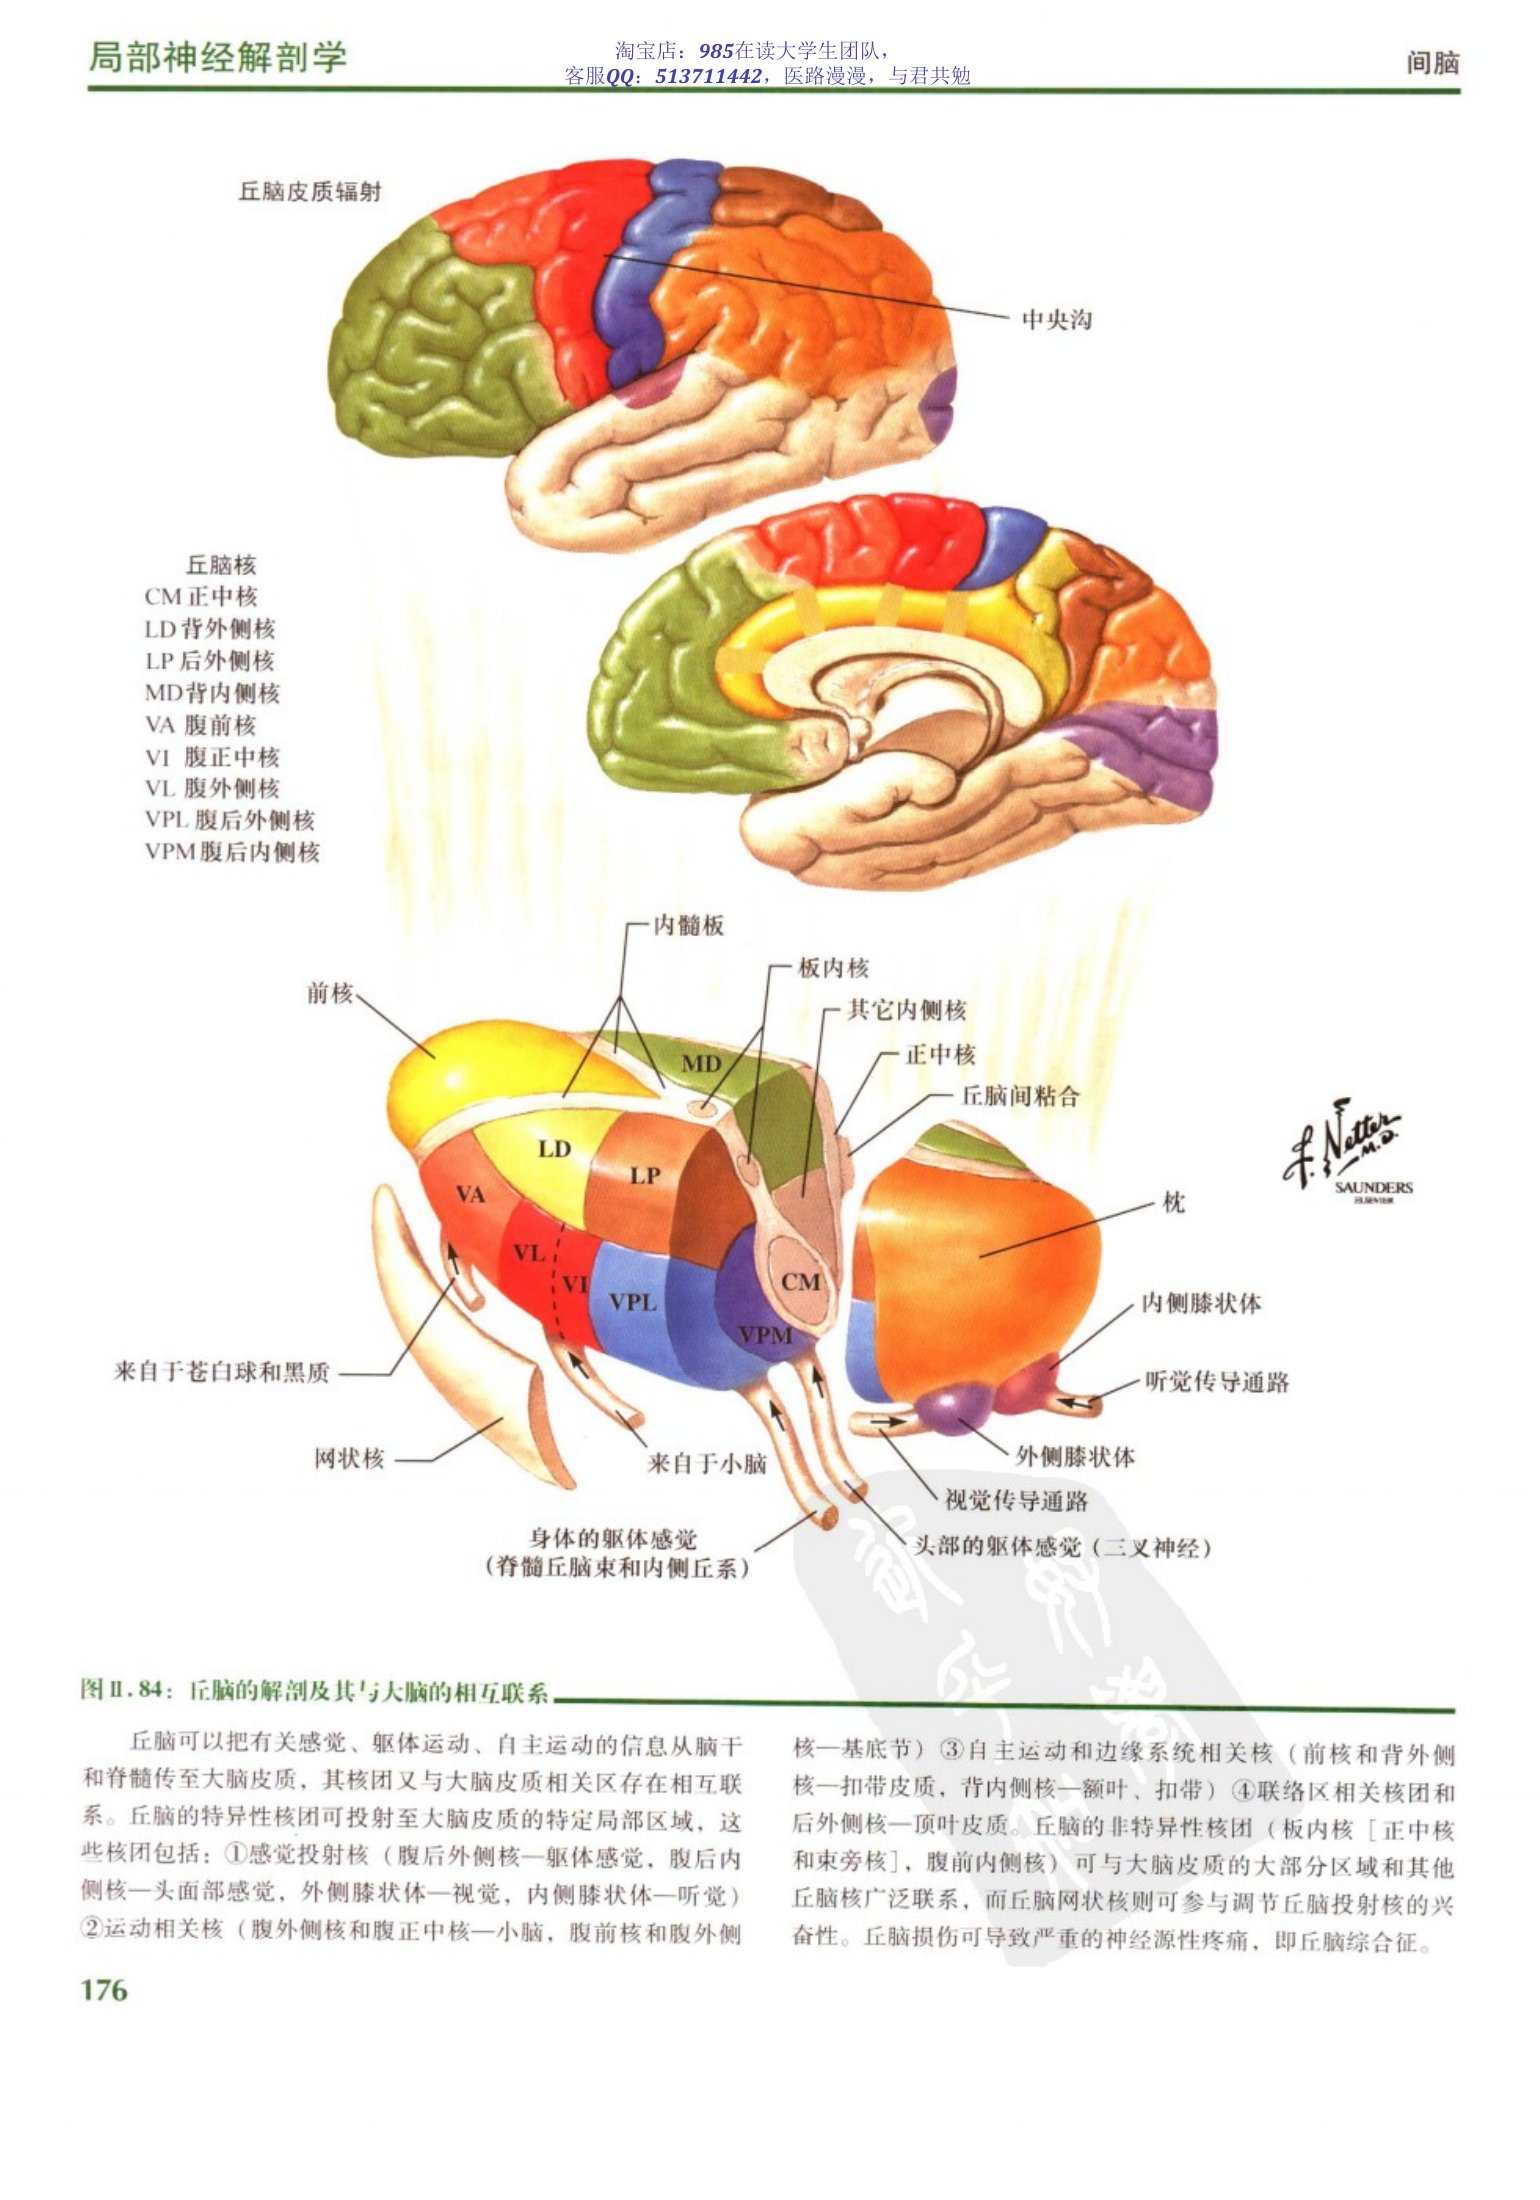 局部神经解剖学
淘宝店：985在读大学生团队，
客服QQ：513711442，医路漫漫，与君共勉
间脑
丘脑皮质辐射
中央沟
丘脑核
CM 正中核
LD 背外侧核
LP 后外侧核
MD 背内侧核
VA 腹前核
VI 腹正中核
VL 腹外侧核
VPL 腹后外侧核
VPM 腹后内侧核
内髓板
板内核
前核
其它内侧核
正中核
丘脑间粘合
MD
LD
LP
VA
VL
VI
VPL
CM
VPM
F. Netter M.D.
SAUNDERS
ELSEVIER
枕
内侧膝状体
来自于苍白球和黑质
听觉传导通路
网状核
来自于小脑
外侧膝状体
视觉传导通路
身体的躯体感觉
（脊髓丘脑束和内侧丘系）
头部的躯体感觉（三叉神经）
图 II.84：丘脑的解剖及其与大脑的相互联系
丘脑可以把有关感觉、躯体运动、自主运动的信息从脑干
和脊髓传至大脑皮质，其核团又与大脑皮质相关区存在相互联
系。丘脑的特异性核团可投射至大脑皮质的特定局部区域，这
些核团包括：①感觉投射核（腹后外侧核—躯体感觉，腹后内
侧核—头面部感觉，外侧膝状体—视觉，内侧膝状体—听觉）
②运动相关核（腹外侧核和腹正中核—小脑，腹前核和腹外侧
核—基底节）③自主运动和边缘系统相关核（前核和背外侧
核—扣带皮质，背内侧核—额叶、扣带）④联络区相关核团和
后外侧核—顶叶皮质。丘脑的非特异性核团（板内核［正中核
和束旁核］，腹前内侧核）可与大脑皮质的大部分区域和其他
丘脑核广泛联系，而丘脑网状核则可参与调节丘脑投射核的兴
奋性。丘脑损伤可导致严重的神经源性疼痛，即丘脑综合征。
176